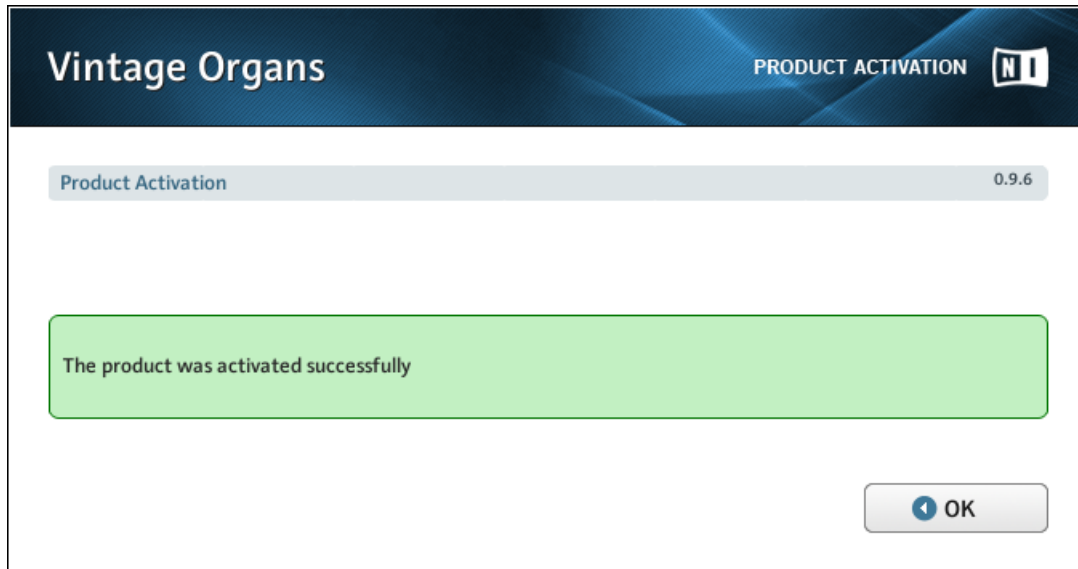 Vintage Organs
PRODUCT ACTIVATION NI
Product Activation 0.9.6
The product was activated successfully
OK